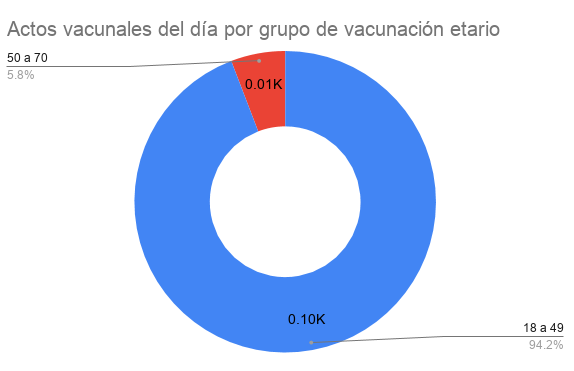 Actos vacunales del día por grupo de vacunación etario
50 a 70
5.8%
0.01K
0.10K
18 a 49
94.2%